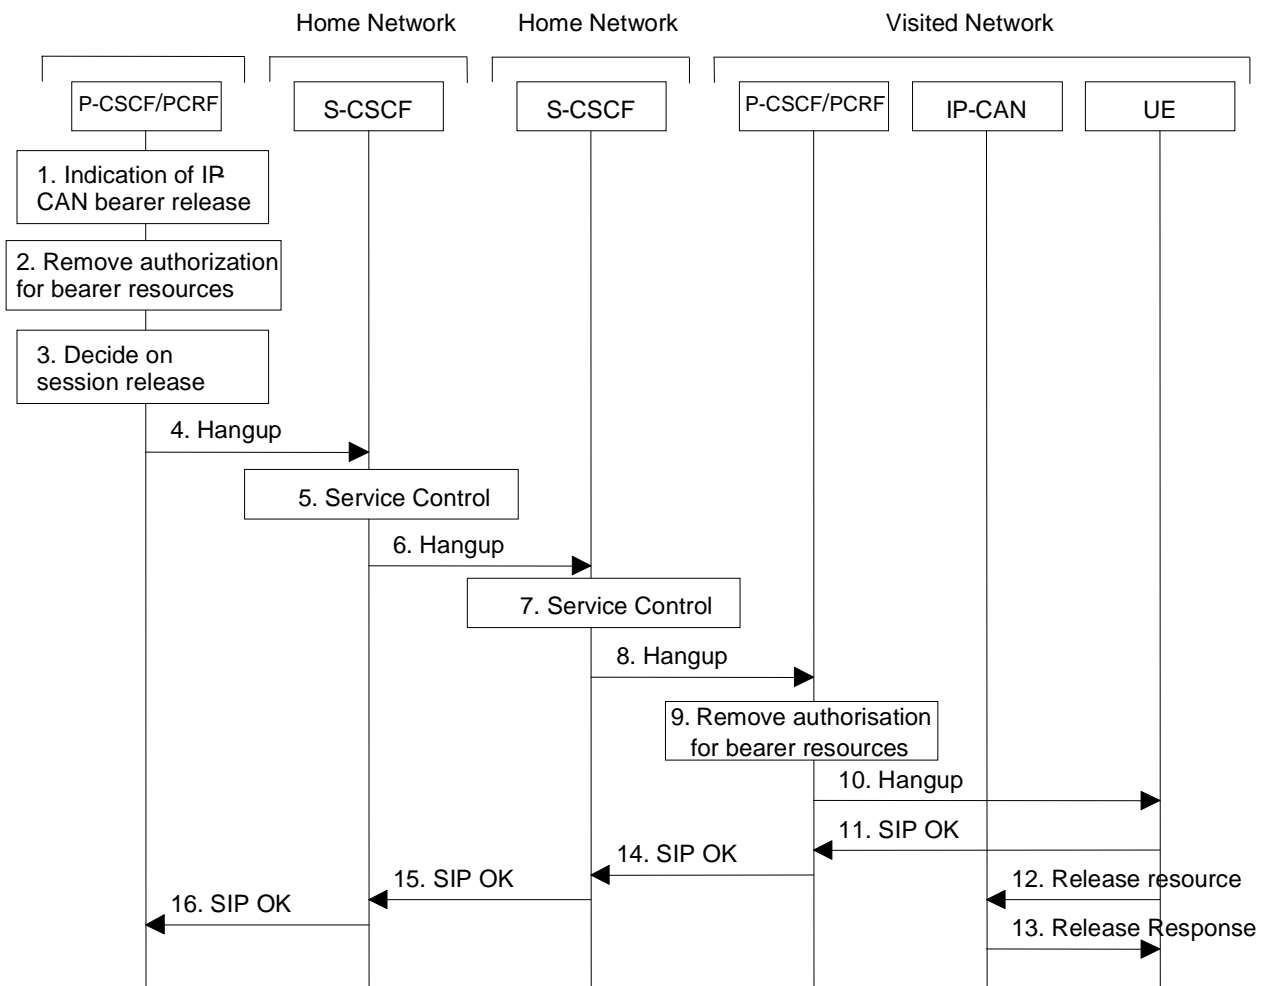 Home Network
Home Network
Visited Network
P-CSCF/PCRF
S-CSCF
S-CSCF
P-CSCF/PCRF
IP-CAN
UE
1. Indication of IP-
CAN bearer release
2. Remove authorization
for bearer resources
3. Decide on
session release
4. Hangup
5. Service Control
6. Hangup
7. Service Control
8. Hangup
9. Remove authorisation
for bearer resources
10. Hangup
11. SIP OK
14. SIP OK
15. SIP OK
12. Release resource
16. SIP OK
13. Release Response